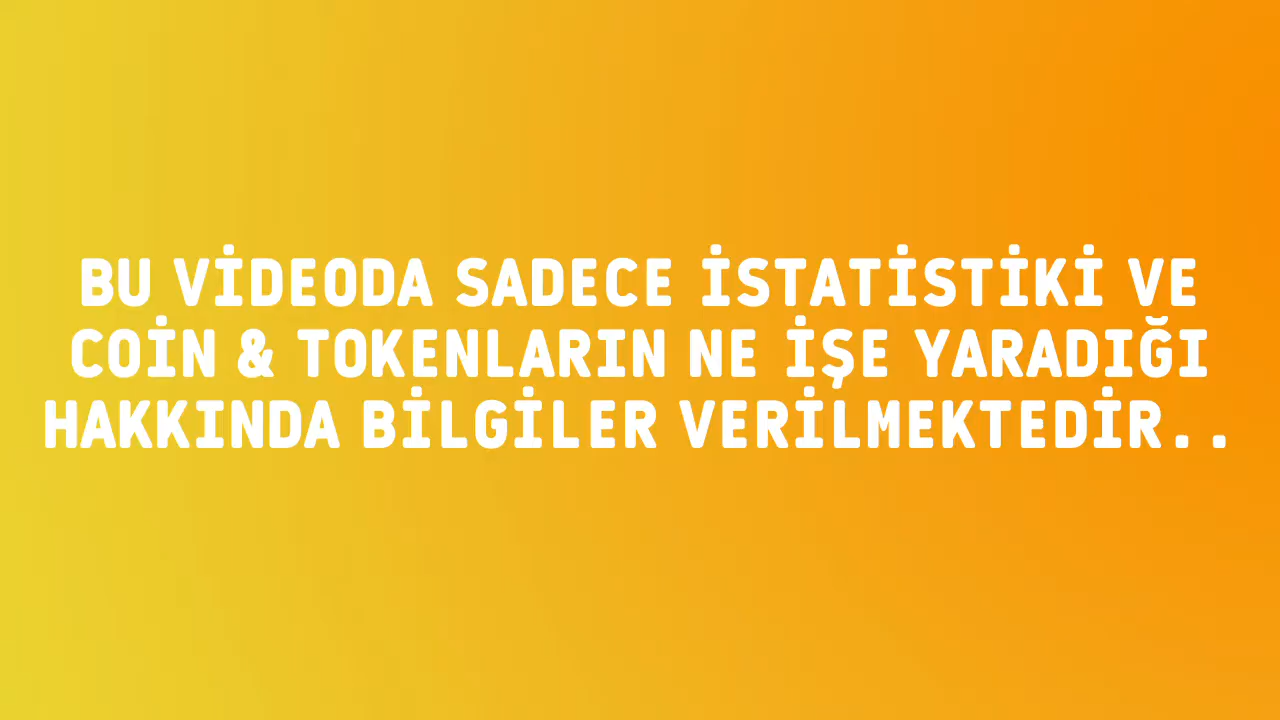 BU VİDEODA SADECE İSTATİSTİKİ VE
COİN & TOKENLARIN NE İŞE YARADIĞI
HAKKINDA BİLGİLER VERİLMEKTEDİR..